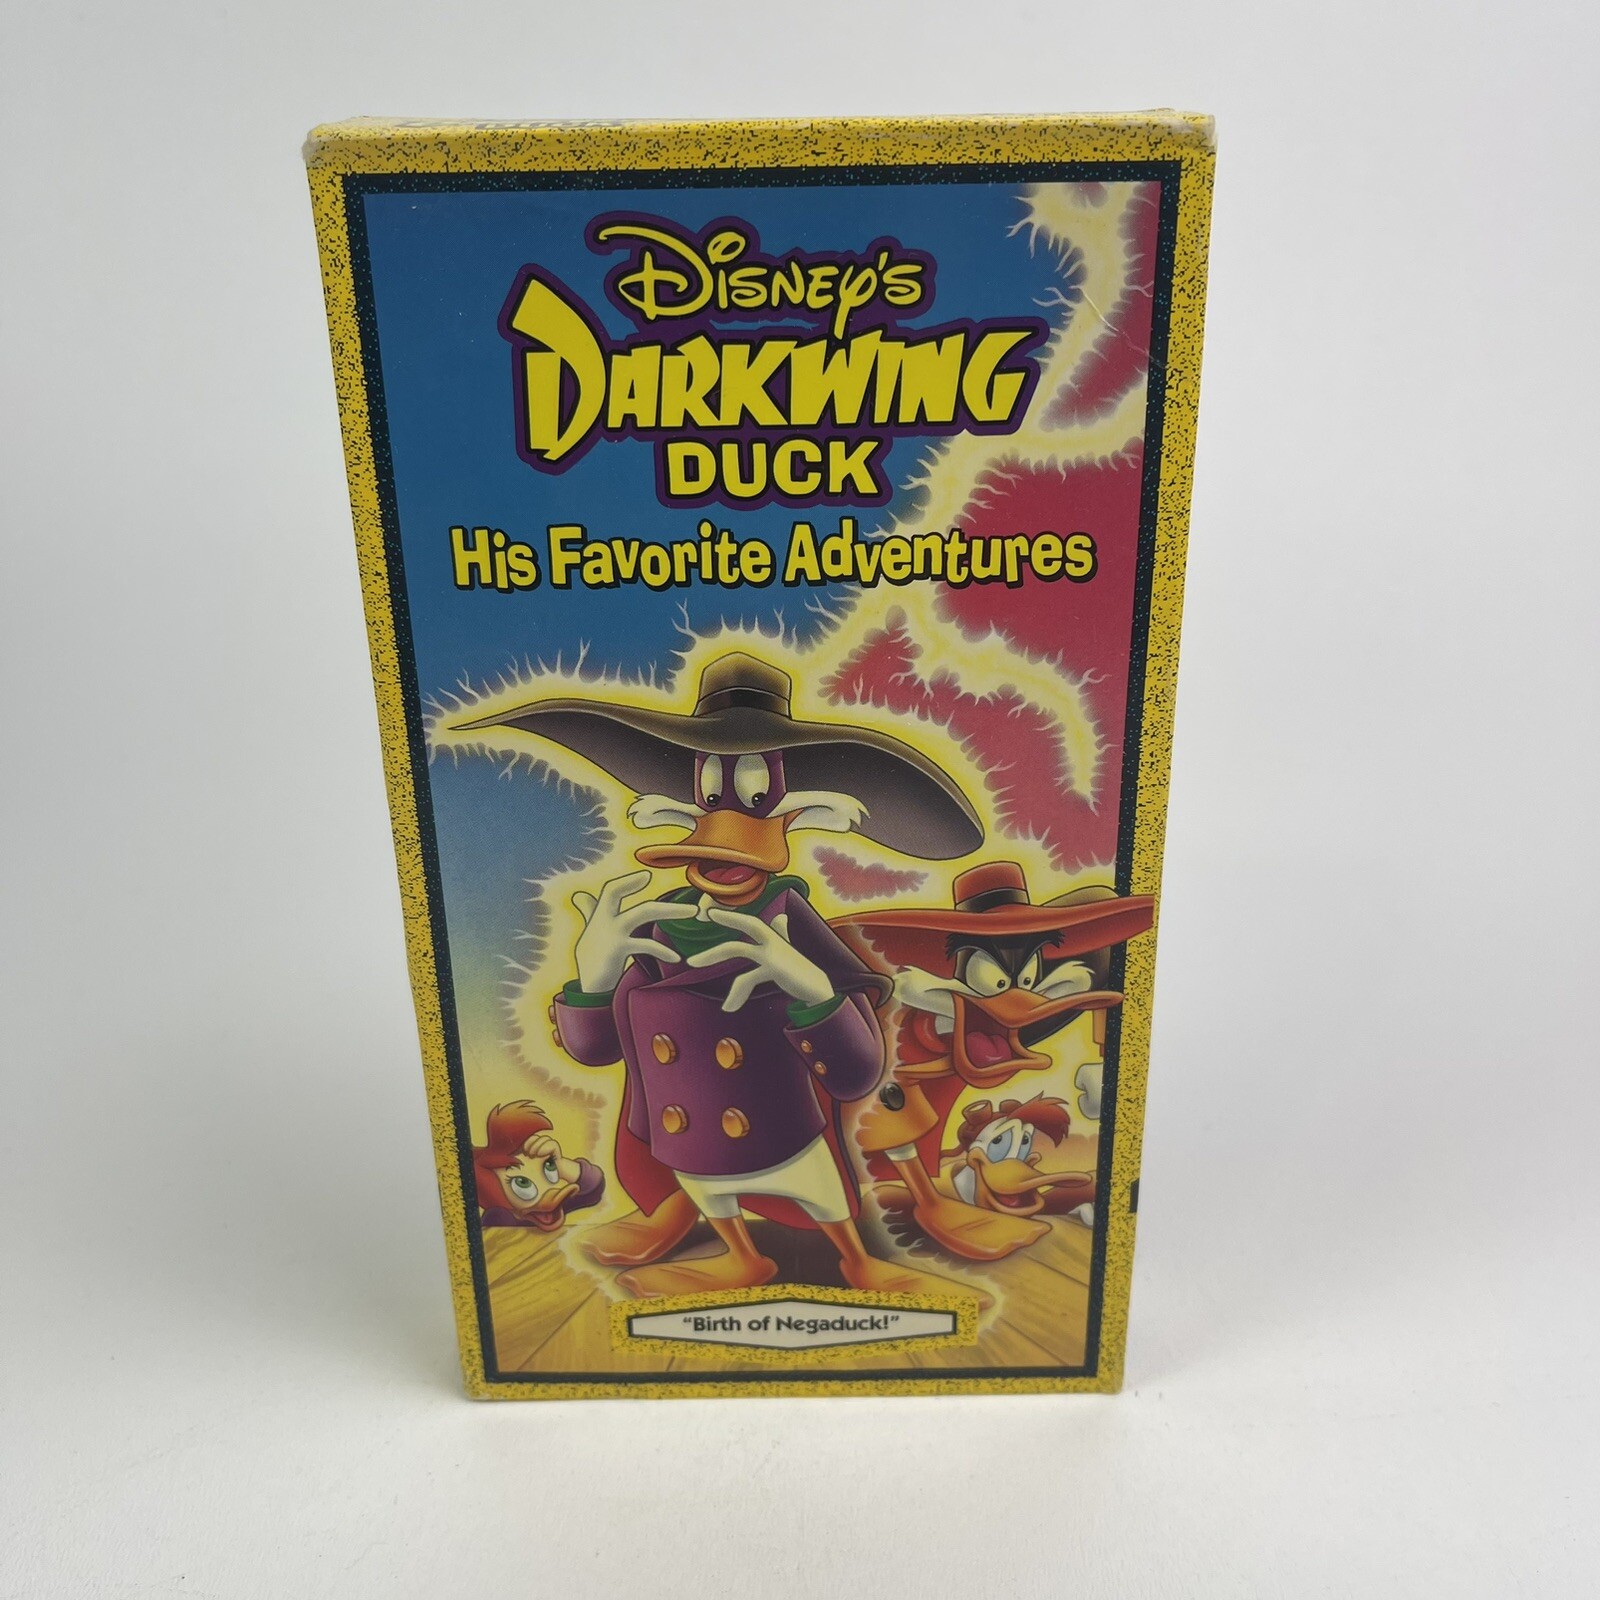 DISNEY'S
DARKWING
DUCK
His Favorite Adventures
"Birth of Negaduck!"